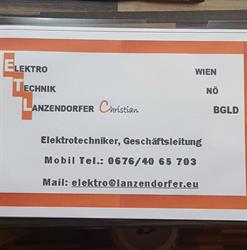 ELEKTRO WIEN
TECHNIK NÖ
LANZENDORFER Christian BGLD
Elektrotechniker, Geschäftsleitung
Mobil Tel.: 0676/40 65 703
Mail: elektro@lanzendorfer.eu